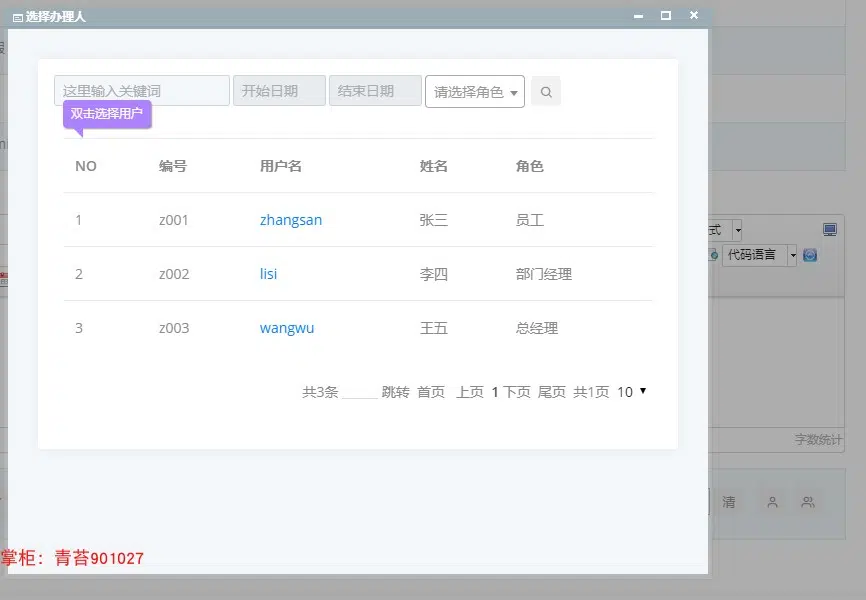 选择办理人
这里输入关键词 开始日期 结束日期 请选择角色
双击选择用户
NO 编号 用户名 姓名 角色
1 z001 zhangsan 张三 员工
2 z002 lisi 李四 部门经理
3 z003 wangwu 王五 总经理
共3条 跳转 首页 上页 1 下页 尾页 共1页 10
式
代码语言
字数统计
清
掌柜：青苔901027